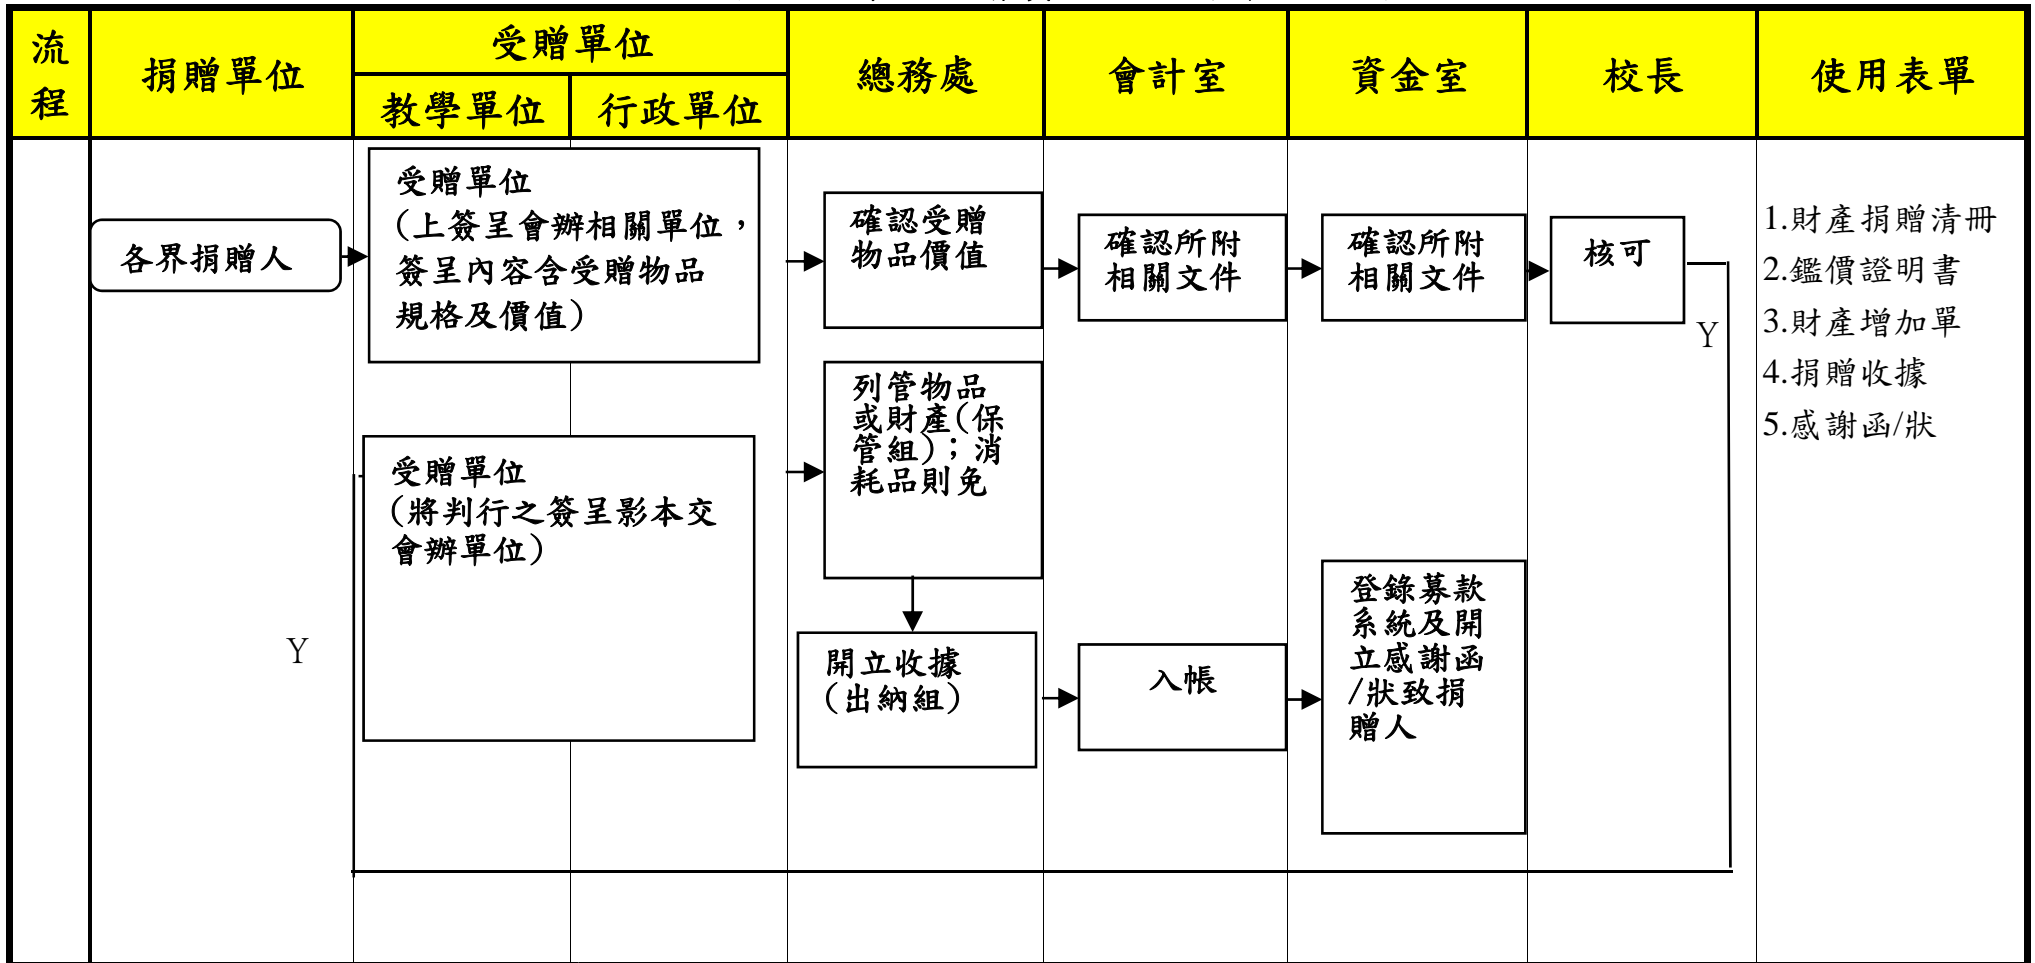 流
程
捐贈單位
受贈單位
教學單位
行政單位
總務處
會計室
資金室
校長
使用表單
各界捐贈人
受贈單位
(上簽呈會辦相關單位，
簽呈內容含受贈物品
規格及價值)
確認受贈
物品價值
確認所附
相關文件
確認所附
相關文件
核可
Y
1.財產捐贈清冊
2.鑑價證明書
3.財產增加單
4.捐贈收據
5.感謝函/狀
受贈單位
(將判行之簽呈影本交
會辦單位)
Y
列管物品
或財產(保
管組)；消
耗品則免
開立收據
(出納組)
入帳
登錄募款
系統及開
立感謝函
/狀致捐
贈人